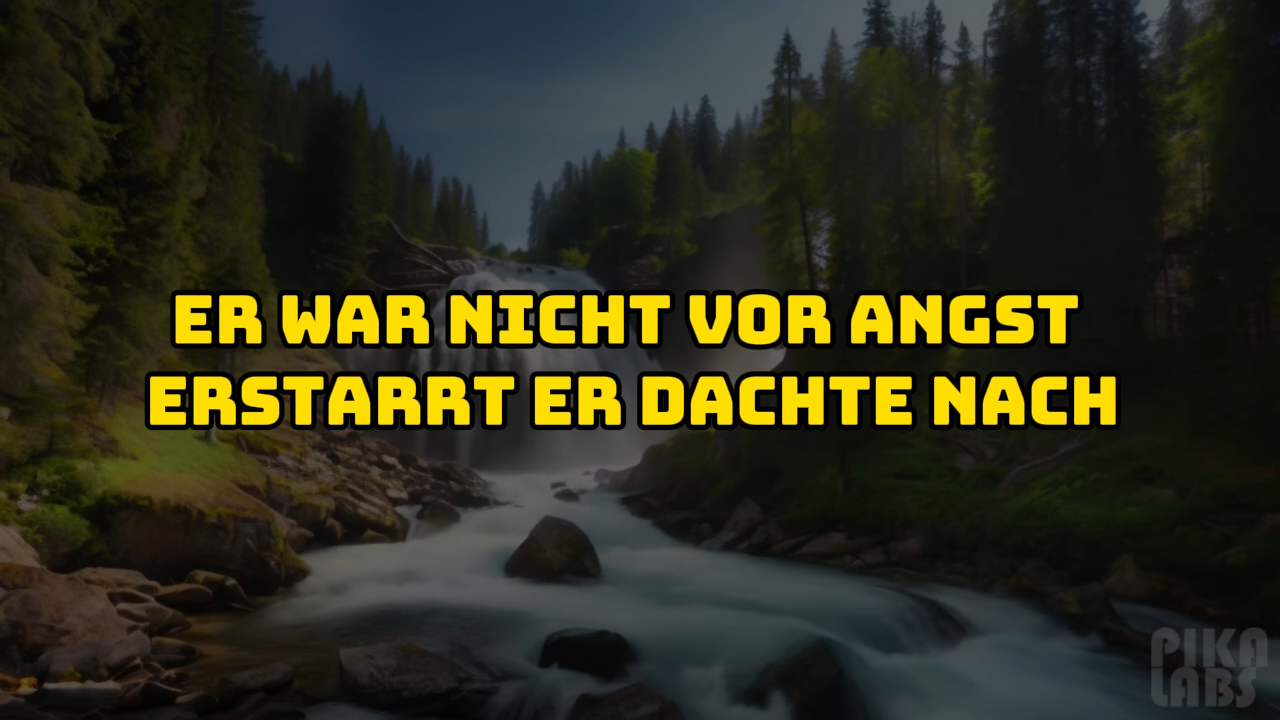 ER WAR NICHT VOR ANGST
ERSTARRT ER DACHTE NACH
PIKA
LABS